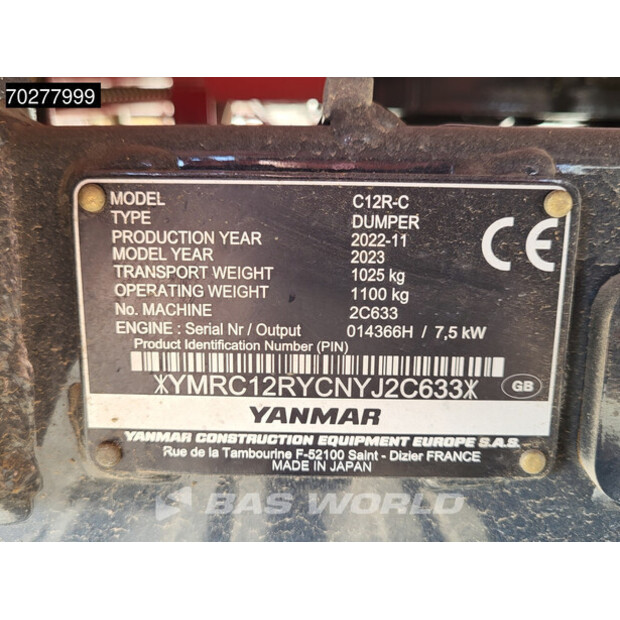 70277999
MODEL C12R-C
TYPE DUMPER
PRODUCTION YEAR 2022-11
MODEL YEAR 2023
TRANSPORT WEIGHT 1025 kg
OPERATING WEIGHT 1100 kg
No. MACHINE 2C633
ENGINE : Serial Nr / Output 014366H / 7,5 kW
Product Identification Number (PIN)
CE
*YMRC12RYCNYJ2C633*
GB
YANMAR
YANMAR CONSTRUCTION EQUIPMENT EUROPE S.A.S.
Rue de la Tambourine F-52100 Saint - Dizier FRANCE
MADE IN JAPAN
BAS WORLD